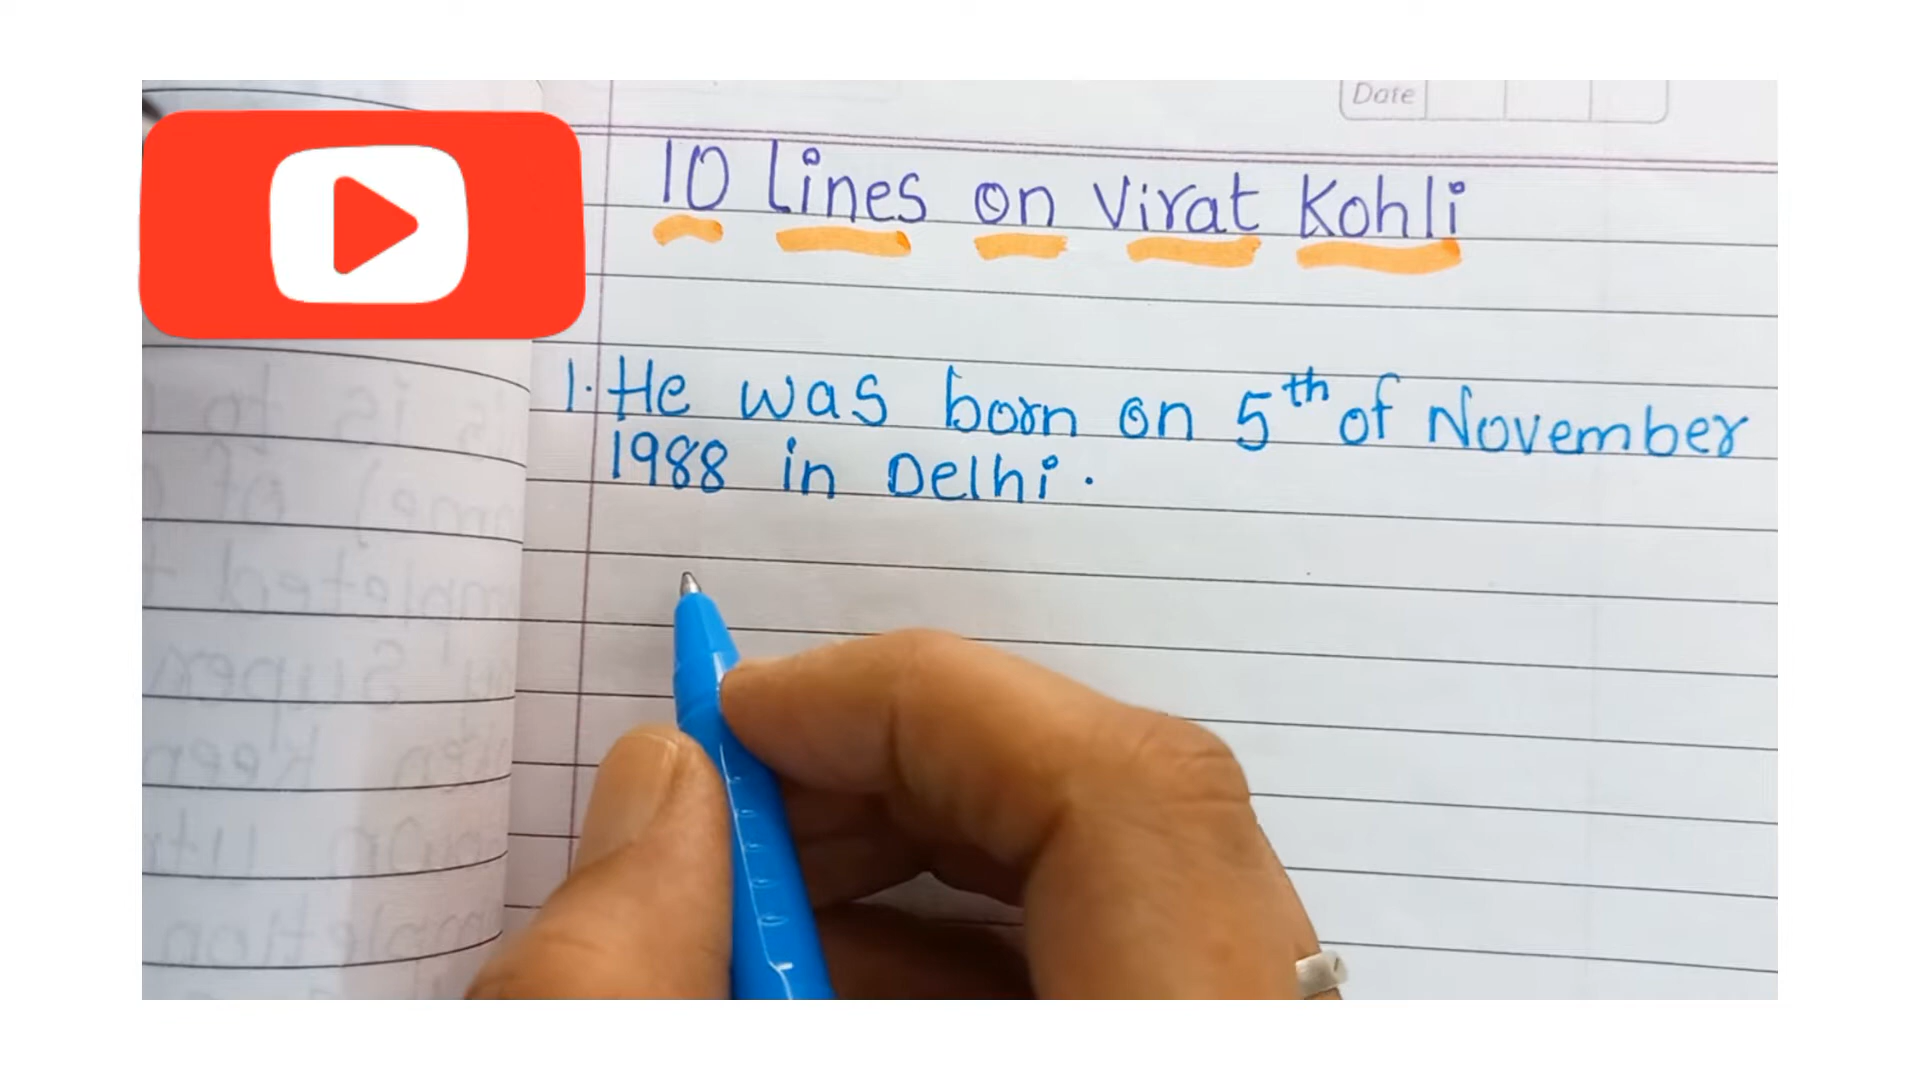 Date
10 Lines on Virat Kohli
1. He was born on 5th of November
1988 in Delhi.